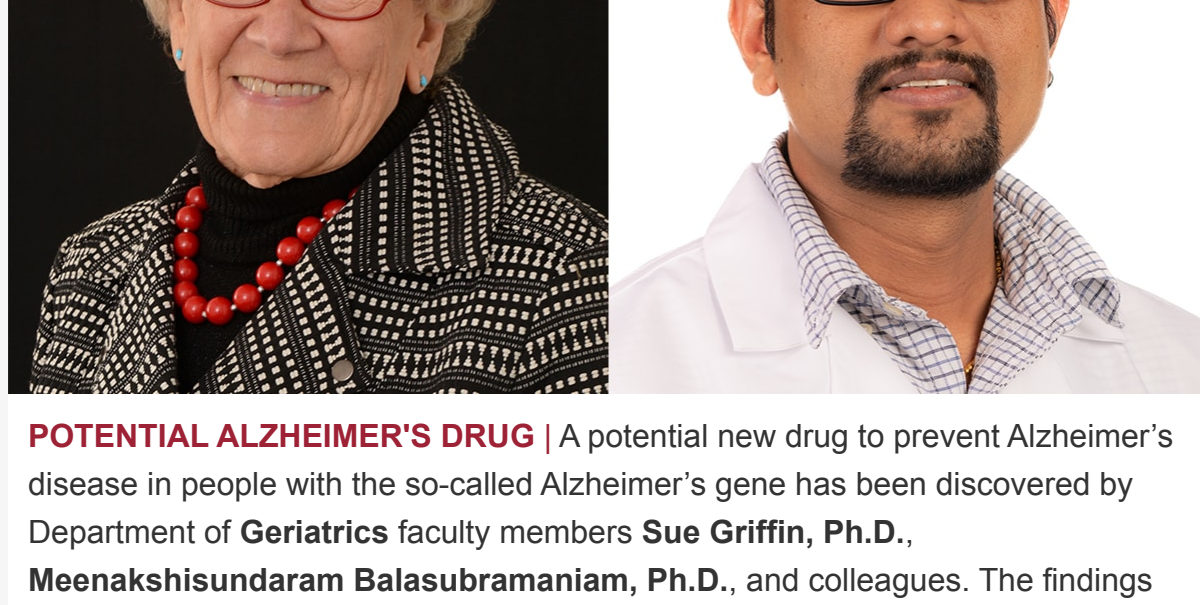 POTENTIAL ALZHEIMER'S DRUG | A potential new drug to prevent Alzheimer’s
disease in people with the so-called Alzheimer’s gene has been discovered by
Department of Geriatrics faculty members Sue Griffin, Ph.D.,
Meenakshisundaram Balasubramaniam, Ph.D., and colleagues. The findings